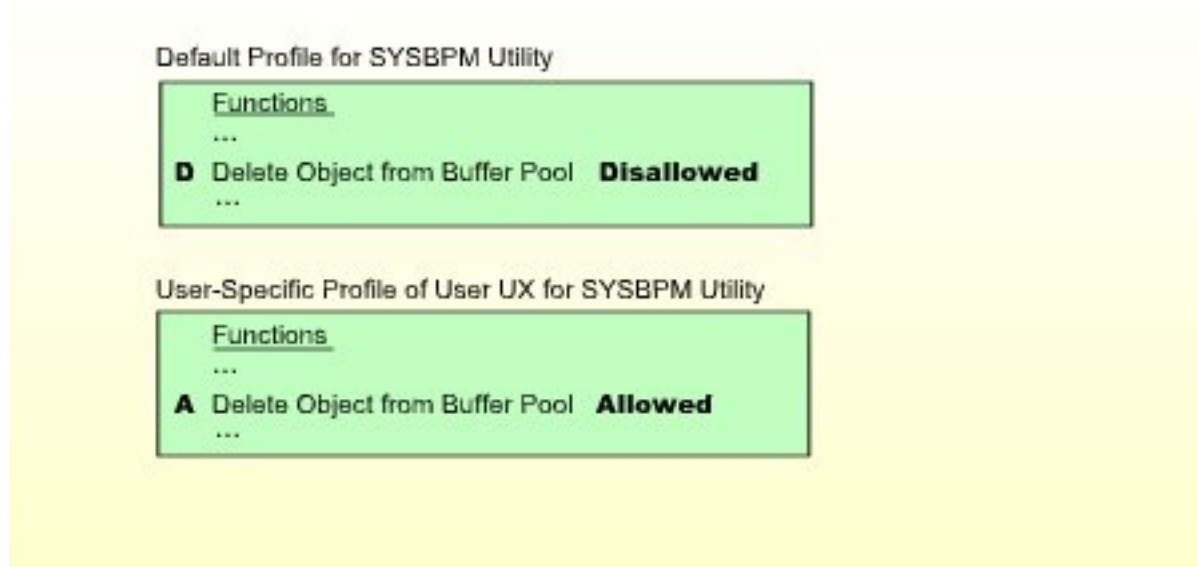 Default Profile for SYSBPM Utility
Functions
...
D Delete Object from Buffer Pool Disallowed
...
User-Specific Profile of User UX for SYSBPM Utility
Functions
...
A Delete Object from Buffer Pool Allowed
...